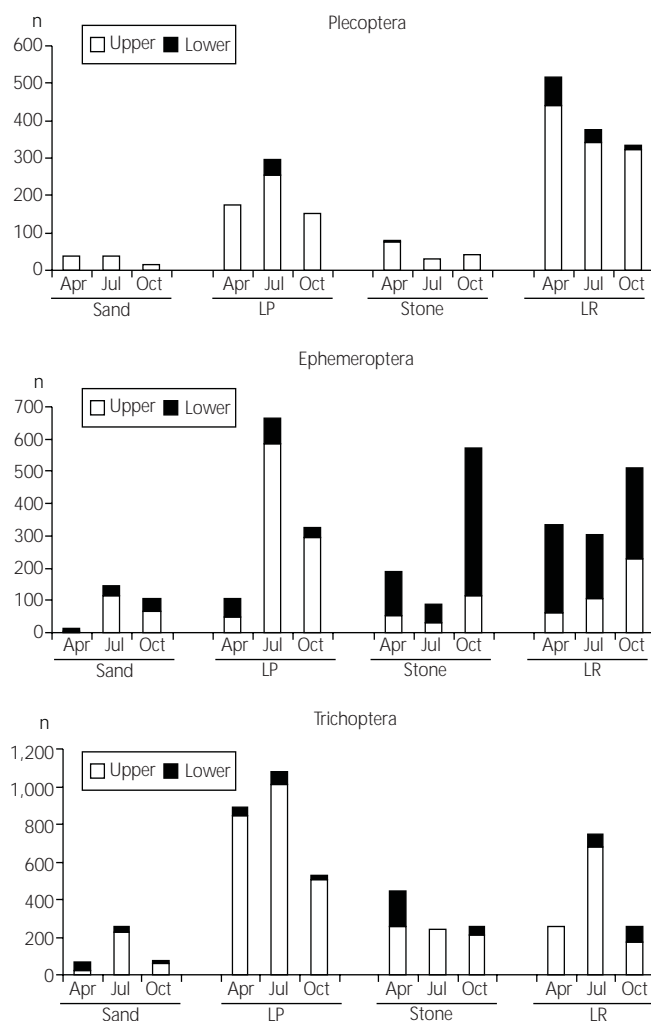 Plecoptera
n
Upper Lower
600
500
400
300
200
100
0
Apr Jul Oct Apr Jul Oct Apr Jul Oct Apr Jul Oct
Sand LP Stone LR
Ephemeroptera
n
Upper Lower
700
600
500
400
300
200
100
0
Apr Jul Oct Apr Jul Oct Apr Jul Oct Apr Jul Oct
Sand LP Stone LR
Trichoptera
n
Upper Lower
1,200
1,000
800
600
400
200
0
Apr Jul Oct Apr Jul Oct Apr Jul Oct Apr Jul Oct
Sand LP Stone LR